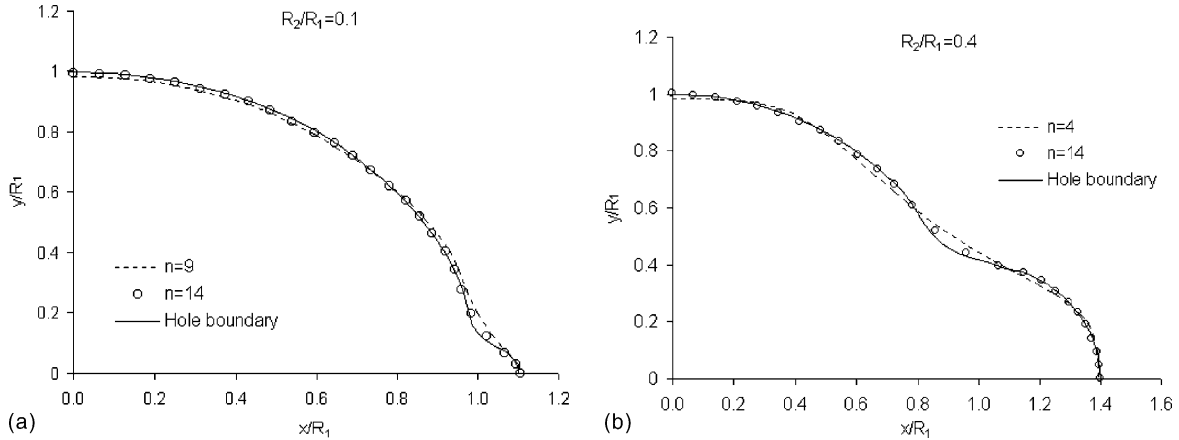 R2/R1=0.1
1.2
1
0.8
0.6
0.4
0.2
0
y/R1
n=9
n=14
Hole boundary
0.0 0.2 0.4 0.6 0.8 1.0 1.2
x/R1
(a)
R2/R1=0.4
1.2
1
0.8
0.6
0.4
0.2
0
y/R1
n=4
n=14
Hole boundary
0.0 0.2 0.4 0.6 0.8 1.0 1.2 1.4 1.6
x/R1
(b)